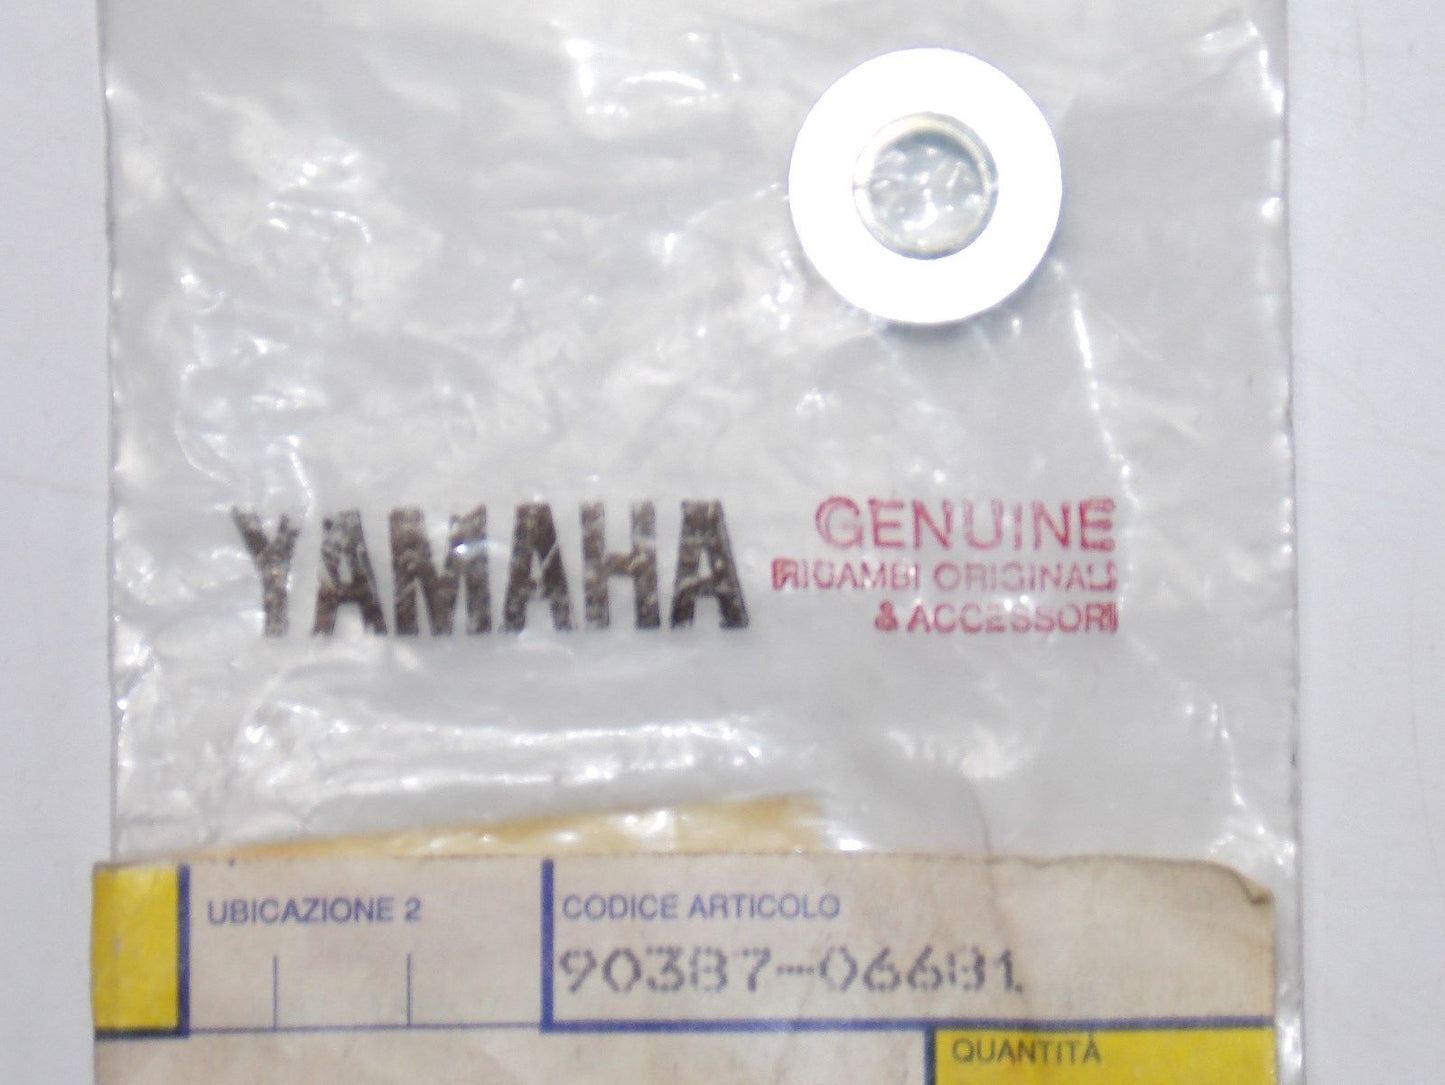 YAMAHA
GENUINE
RICAMBI ORIGINALI
& ACCESSORI
UBICAZIONE 2
CODICE ARTICOLO
90387-06681
QUANTITÀ